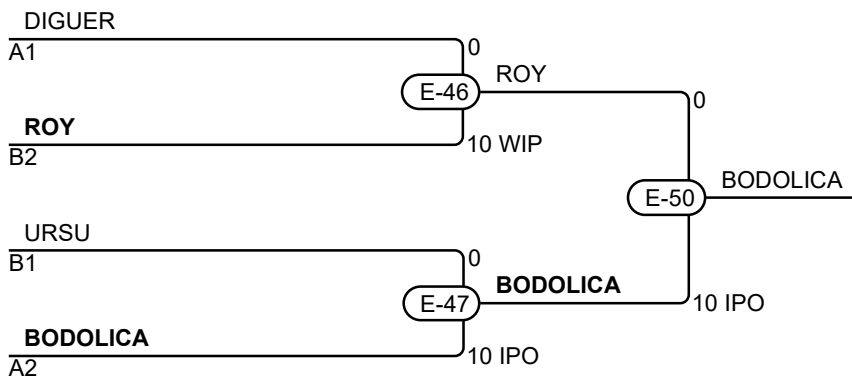 DIGUER
A1
0
E-46
ROY
ROY
B2
10 WIP
0
E-50
BODOLICA
URSU
B1
0
E-47
BODOLICA
10 IPO
BODOLICA
A2
10 IPO